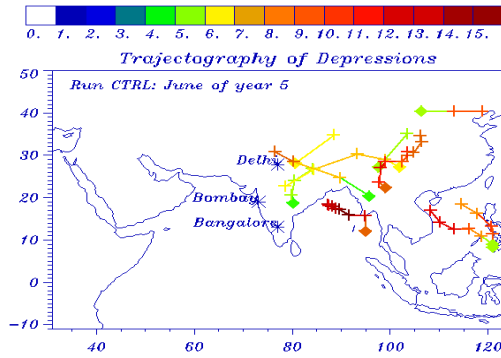 0. 1. 2. 3. 4. 5. 6. 7. 8. 9. 10. 11. 12. 13. 14. 15.
Trajectography of Depressions
Run CTRL: June of year 5
50
40
30
Delhi
20
Bombay
Bangalore
10
0
-10
40 60 80 100 120